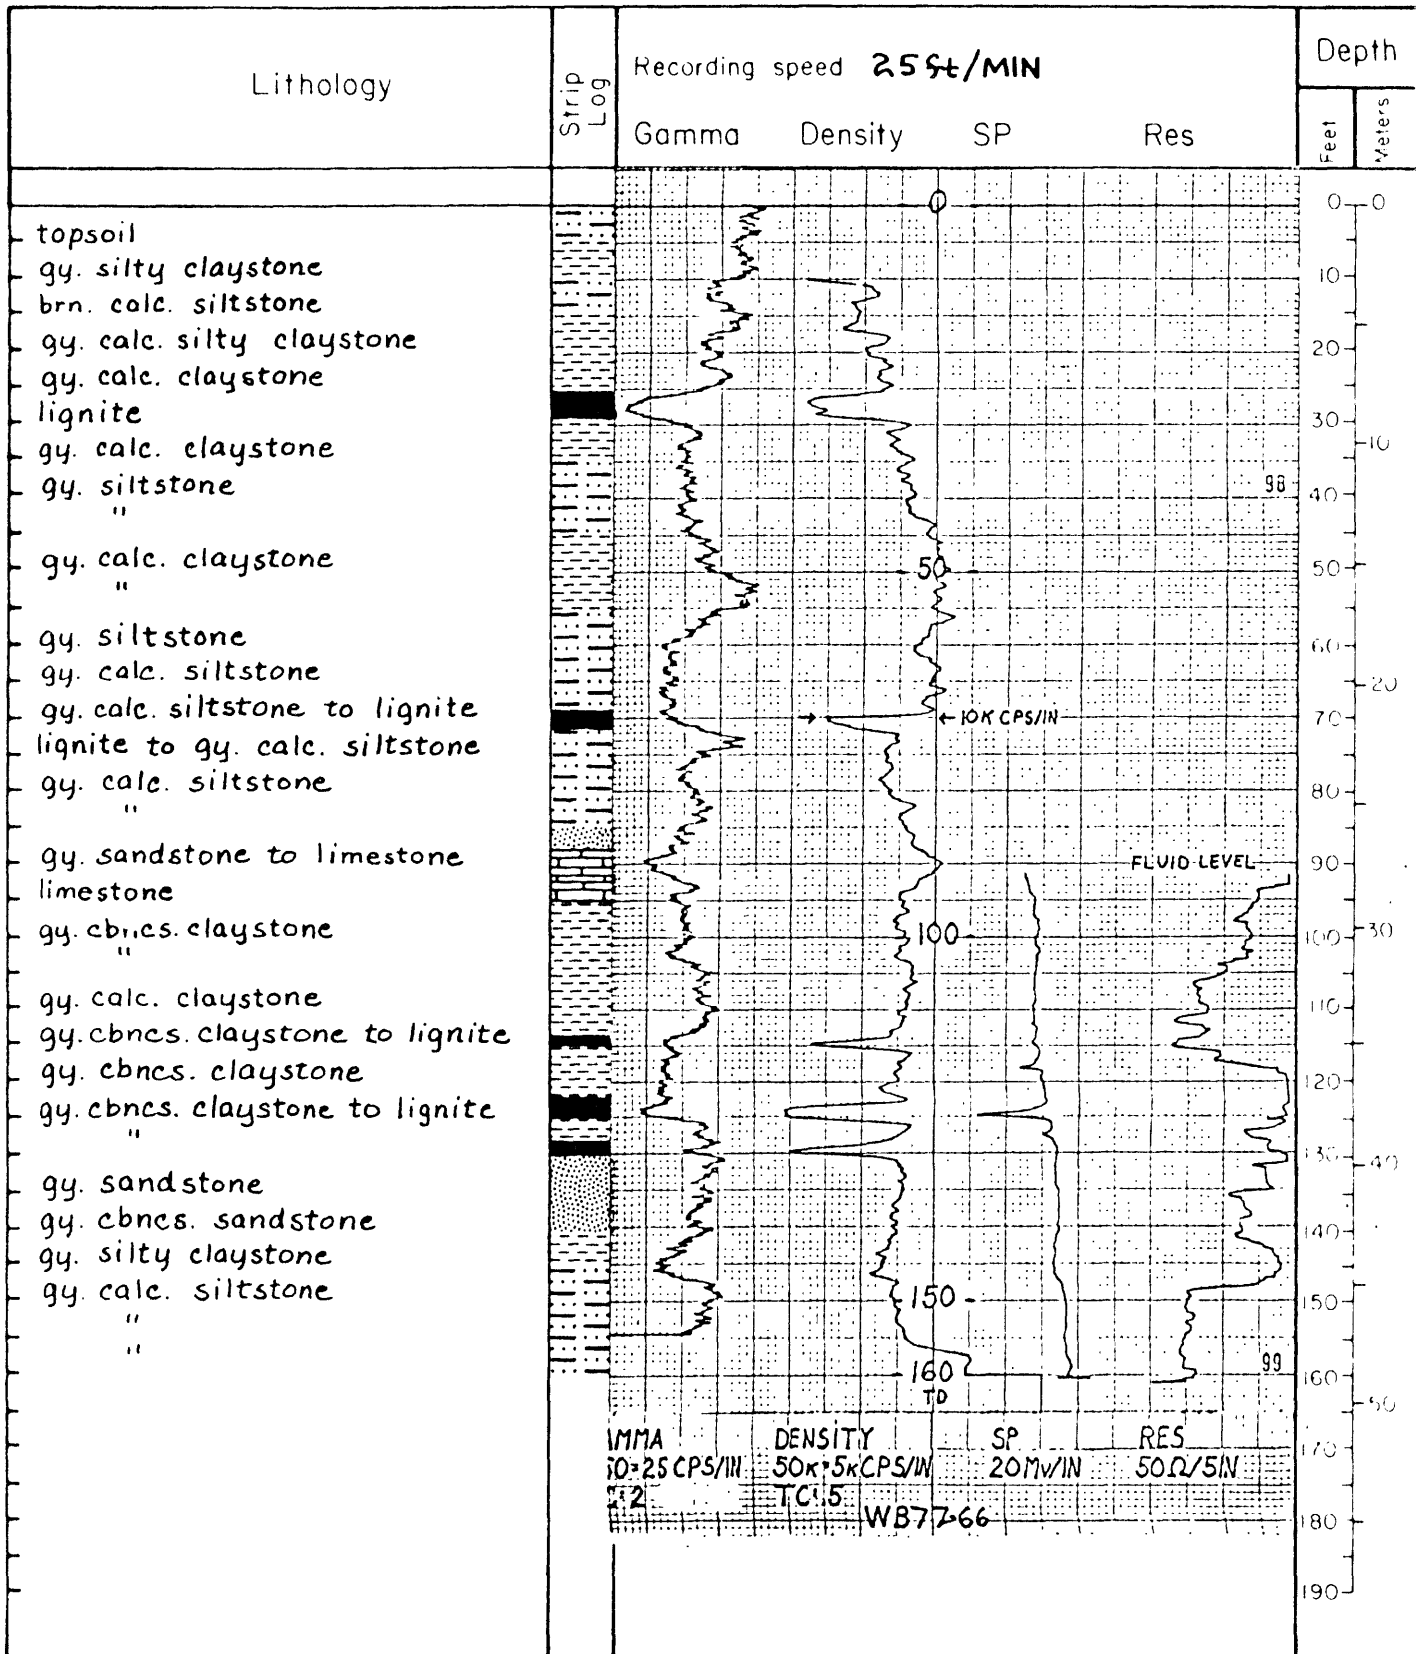 Lithology
Strip Log
Recording speed 25 ft/MIN
Gamma Density SP Res
Depth
Feet
Meters
topsoil
gy. silty claystone
brn. calc. siltstone
gy. calc. silty claystone
gy. calc. claystone
lignite
gy. calc. claystone
gy. siltstone
"
gy. calc. claystone
"
gy. siltstone
gy. calc. siltstone
gy. calc. siltstone to lignite
lignite to gy. calc. siltstone
gy. calc. siltstone
"
gy. sandstone to limestone
limestone
gy. cbncs. claystone
"
gy. calc. claystone
gy. cbncs. claystone to lignite
gy. cbncs. claystone
gy. cbncs. claystone to lignite
"
gy. sandstone
gy. cbncs. sandstone
gy. silty claystone
gy. calc. siltstone
"
"
0
50
→ ← 10K CPS/IN
100
150
160
TD
98
FLUID LEVEL
99
0
10
20
30
40
50
60
70
80
90
100
110
120
130
140
150
160
170
180
190
0
10
20
30
40
50
DENSITY SP RES
25 CPS/IN 50K 5K CPS/IN 20MV/IN 50Ω/5IN
2 TC .5
WB77-66